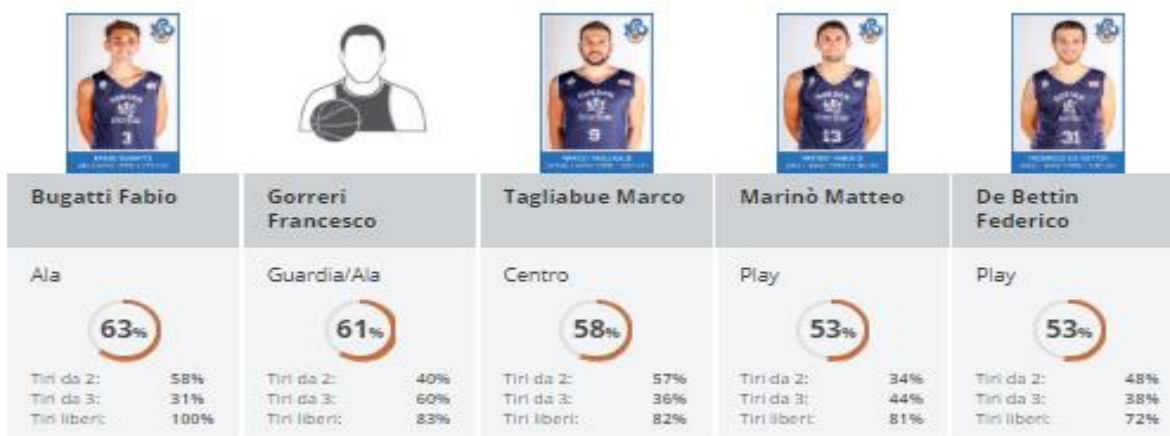 3
9
13
31
Bugatti Fabio
Gorreri
Francesco
Tagliabue Marco
Marinò Matteo
De Bettin
Federico
Ala
Guardia/Ala
Centro
Play
Play
63%
61%
58%
53%
53%
Tiri da 2: 58%
Tiri da 3: 31%
Tiri liberi: 100%
Tiri da 2: 40%
Tiri da 3: 60%
Tiri liberi: 83%
Tiri da 2: 57%
Tiri da 3: 36%
Tiri liberi: 82%
Tiri da 2: 34%
Tiri da 3: 44%
Tiri liberi: 81%
Tiri da 2: 48%
Tiri da 3: 38%
Tiri liberi: 72%